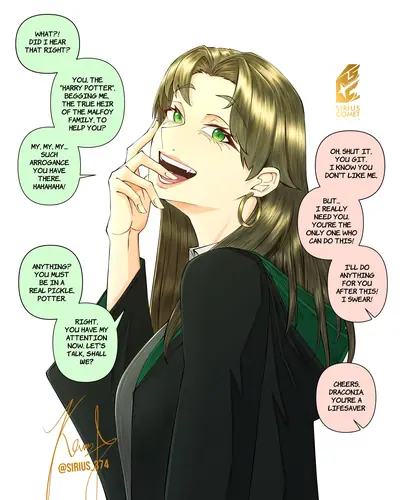 WHAT?!
DID I HEAR
THAT RIGHT?
YOU, THE
"HARRY POTTER",
BEGGING ME,
THE TRUE HEIR
OF THE MALFOY
FAMILY, TO
HELP YOU?
MY, MY, MY...
SUCH
ARROGANCE
YOU HAVE
THERE.
HAHAHAHA!
SIRIUS
COMET
OH, SHUT IT,
YOU GIT.
I KNOW YOU
DON'T LIKE ME.
BUT...
I REALLY
NEED YOU.
YOU'RE THE
ONLY ONE WHO
CAN DO THIS!
I'LL DO
ANYTHING
FOR YOU
AFTER THIS!
I SWEAR!
ANYTHING?
YOU MUST
BE IN A
REAL PICKLE,
POTTER.
RIGHT.
YOU HAVE MY
ATTENTION
NOW. LET'S
TALK, SHALL
WE?
CHEERS,
DRACONIA.
YOU'RE A
LIFESAVER